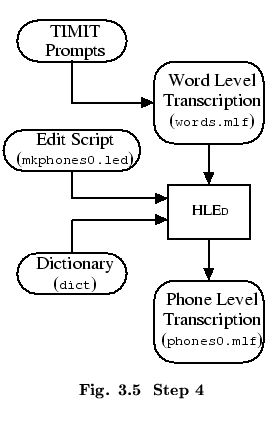 TIMIT
Prompts
Word Level
Transcription
(words.mlf)
Edit Script
(mkphones0.led)
HLED
Dictionary
(dict)
Phone Level
Transcription
(phones0.mlf)
Fig. 3.5 Step 4